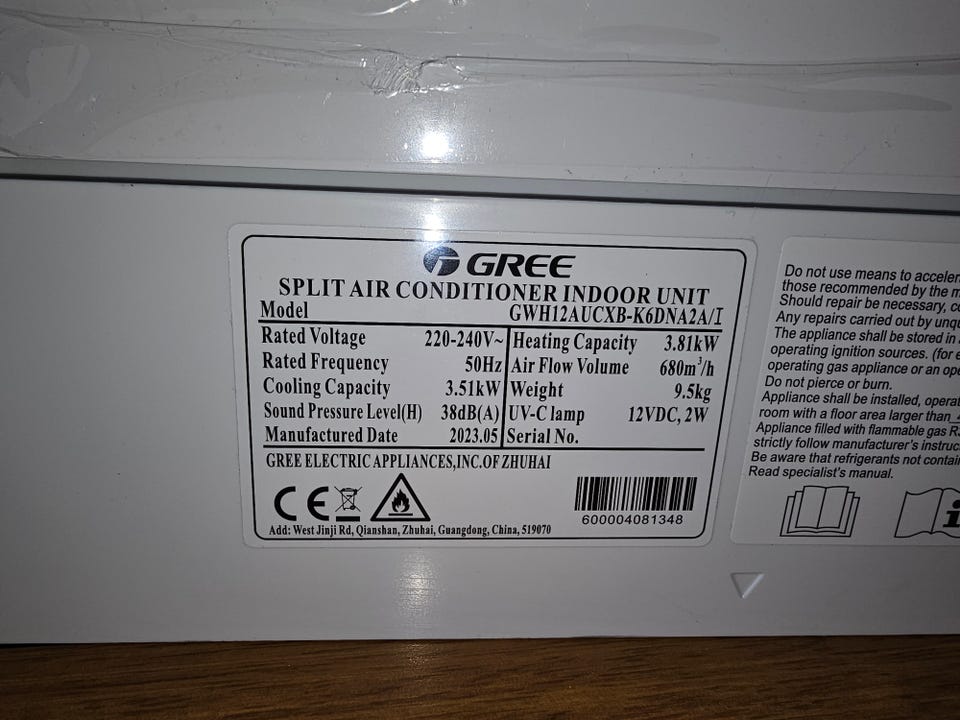 GREE
SPLIT AIR CONDITIONER INDOOR UNIT
Model GWH12AUCXB-K6DNA2A/I
Rated Voltage 220-240V~ Heating Capacity 3.81kW
Rated Frequency 50Hz Air Flow Volume 680m³/h
Cooling Capacity 3.51kW Weight 9.5kg
Sound Pressure Level(H) 38dB(A) UV-C lamp 12VDC, 2W
Manufactured Date 2023.05 Serial No.
GREE ELECTRIC APPLIANCES,INC.OF ZHUHAI
CE
600004081348
Add: West Jinji Rd, Qianshan, Zhuhai, Guangdong, China, 519070
Do not use means to
those recommended by the
Should repair be necessary,
Any repairs carried out by
The appliance shall be stored in
operating ignition sources. (for
operating gas appliance or an
Do not pierce or burn.
Appliance shall be installed,
room with a floor area larger than
Appliance filled with flammable gas
strictly follow manufacturer's
Be aware that refrigerants not
Read specialist's manual.
i